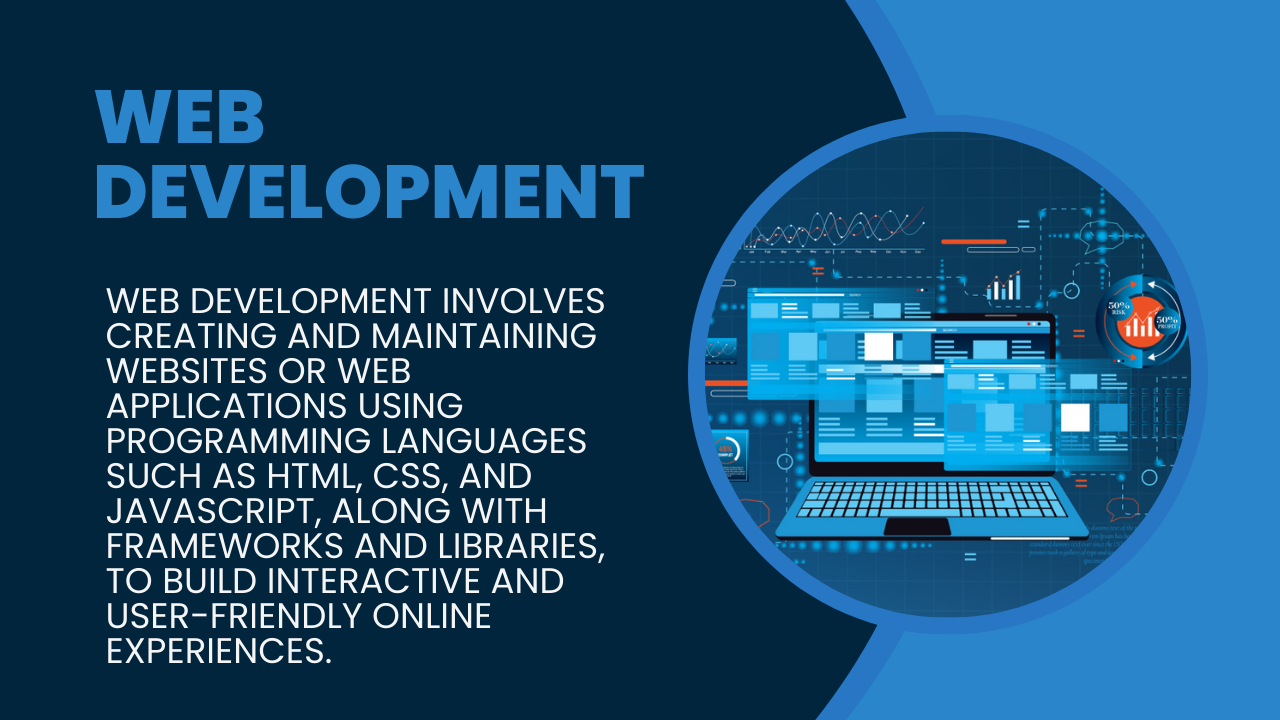 WEB
DEVELOPMENT
WEB DEVELOPMENT INVOLVES
CREATING AND MAINTAINING
WEBSITES OR WEB
APPLICATIONS USING
PROGRAMMING LANGUAGES
SUCH AS HTML, CSS, AND
JAVASCRIPT, ALONG WITH
FRAMEWORKS AND LIBRARIES,
TO BUILD INTERACTIVE AND
USER-FRIENDLY ONLINE
EXPERIENCES.
50%
RISK
50%
PROFIT